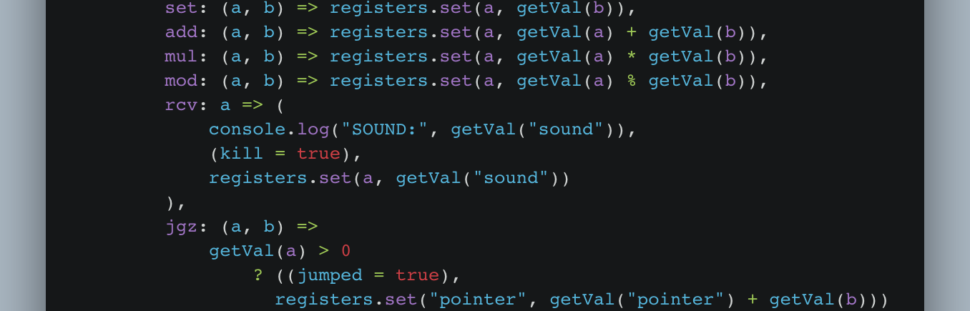 set: (a, b) => registers.set(a, getVal(b)),
add: (a, b) => registers.set(a, getVal(a) + getVal(b)),
mul: (a, b) => registers.set(a, getVal(a) * getVal(b)),
mod: (a, b) => registers.set(a, getVal(a) % getVal(b)),
rcv: a => (
console.log("SOUND:", getVal("sound")),
(kill = true),
registers.set(a, getVal("sound"))
),
jgz: (a, b) =>
getVal(a) > 0
? ((jumped = true),
registers.set("pointer", getVal("pointer") + getVal(b)))